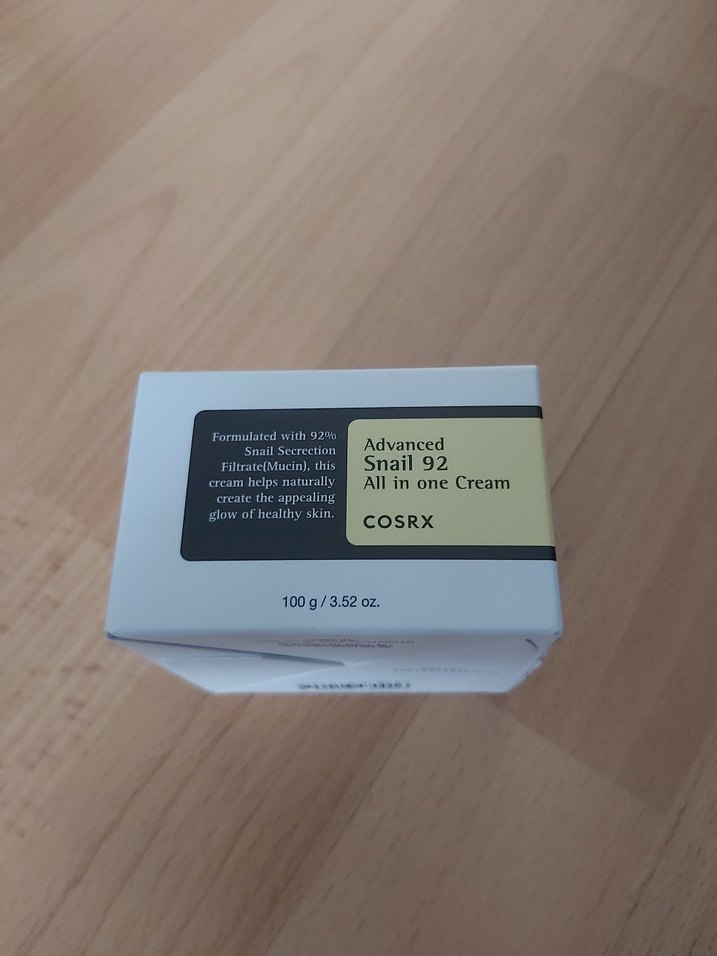 Formulated with 92%
Snail Secrection
Filtrate(Mucin), this
cream helps naturally
create the appealing
glow of healthy skin.
Advanced
Snail 92
All in one Cream
COSRX
100 g / 3.52 oz.